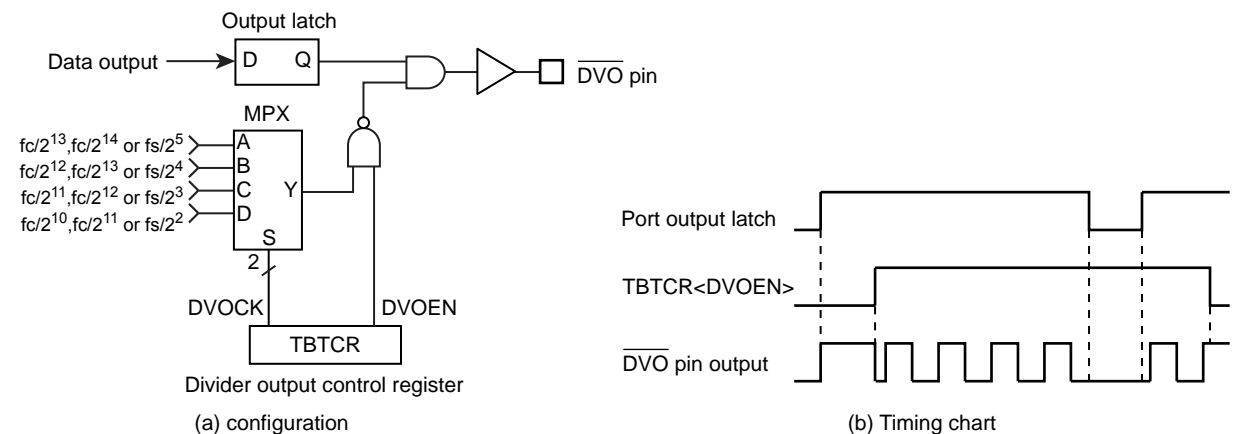 Output latch
Data output
D
Q
DVO pin
MPX
fc/2^13,fc/2^14 or fs/2^5
A
fc/2^12,fc/2^13 or fs/2^4
B
fc/2^11,fc/2^12 or fs/2^3
C
Y
fc/2^10,fc/2^11 or fs/2^2
D
S
2
DVOCK
DVOEN
TBTCR
Divider output control register
(a) configuration
Port output latch
TBTCR<DVOEN>
DVO pin output
(b) Timing chart